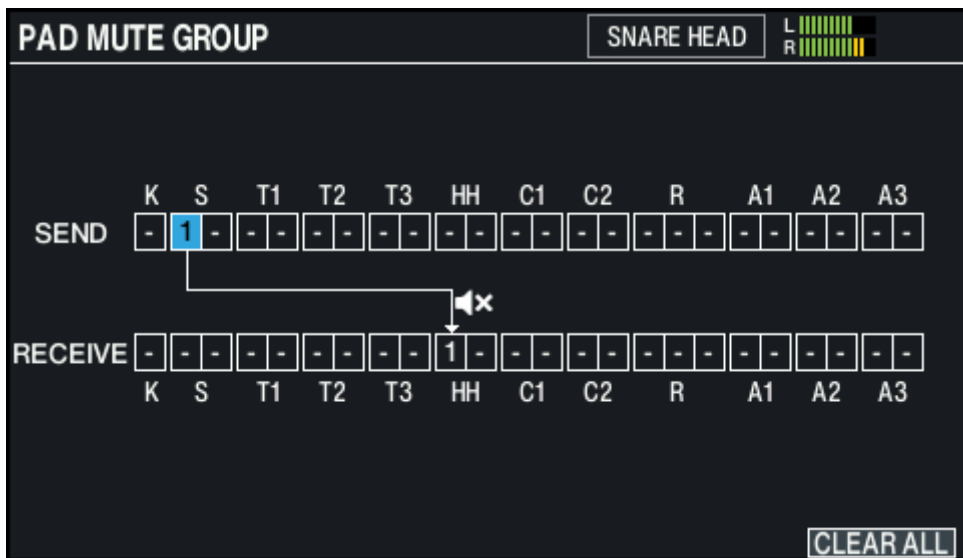 PAD MUTE GROUP SNARE HEAD L
R
K S T1 T2 T3 HH C1 C2 R A1 A2 A3
SEND - 1 - - - - - - - - - - - - - - - - - - - - - -
RECEIVE - - - - - - - - - 1 - - - - - - - - - - - - - -
K S T1 T2 T3 HH C1 C2 R A1 A2 A3
CLEAR ALL